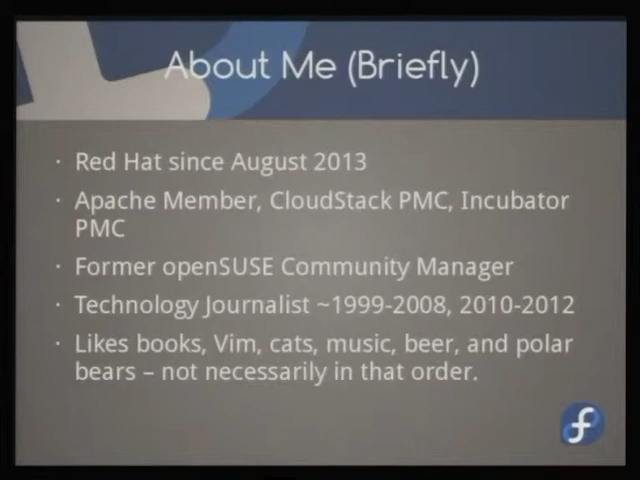 About Me (Briefly)
· Red Hat since August 2013
· Apache Member, CloudStack PMC, Incubator
PMC
· Former openSUSE Community Manager
· Technology Journalist ~1999-2008, 2010-2012
· Likes books, Vim, cats, music, beer, and polar
bears – not necessarily in that order.